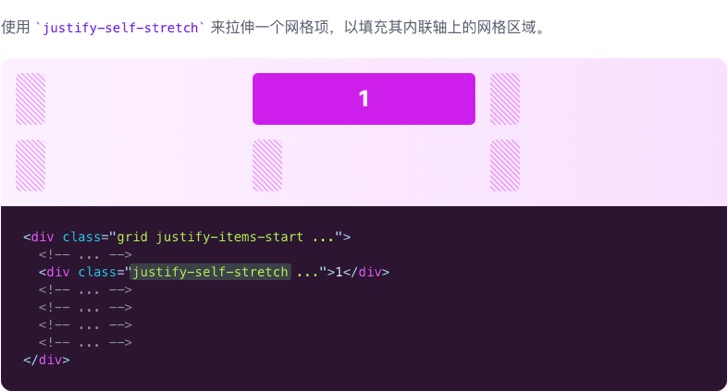 使用 `justify-self-stretch` 来拉伸一个网格项，以填充其内联轴上的网格区域。
1
<div class="grid justify-items-start ...">
  <!-- ... -->
  <div class="justify-self-stretch ...">1</div>
  <!-- ... -->
  <!-- ... -->
  <!-- ... -->
  <!-- ... -->
</div>